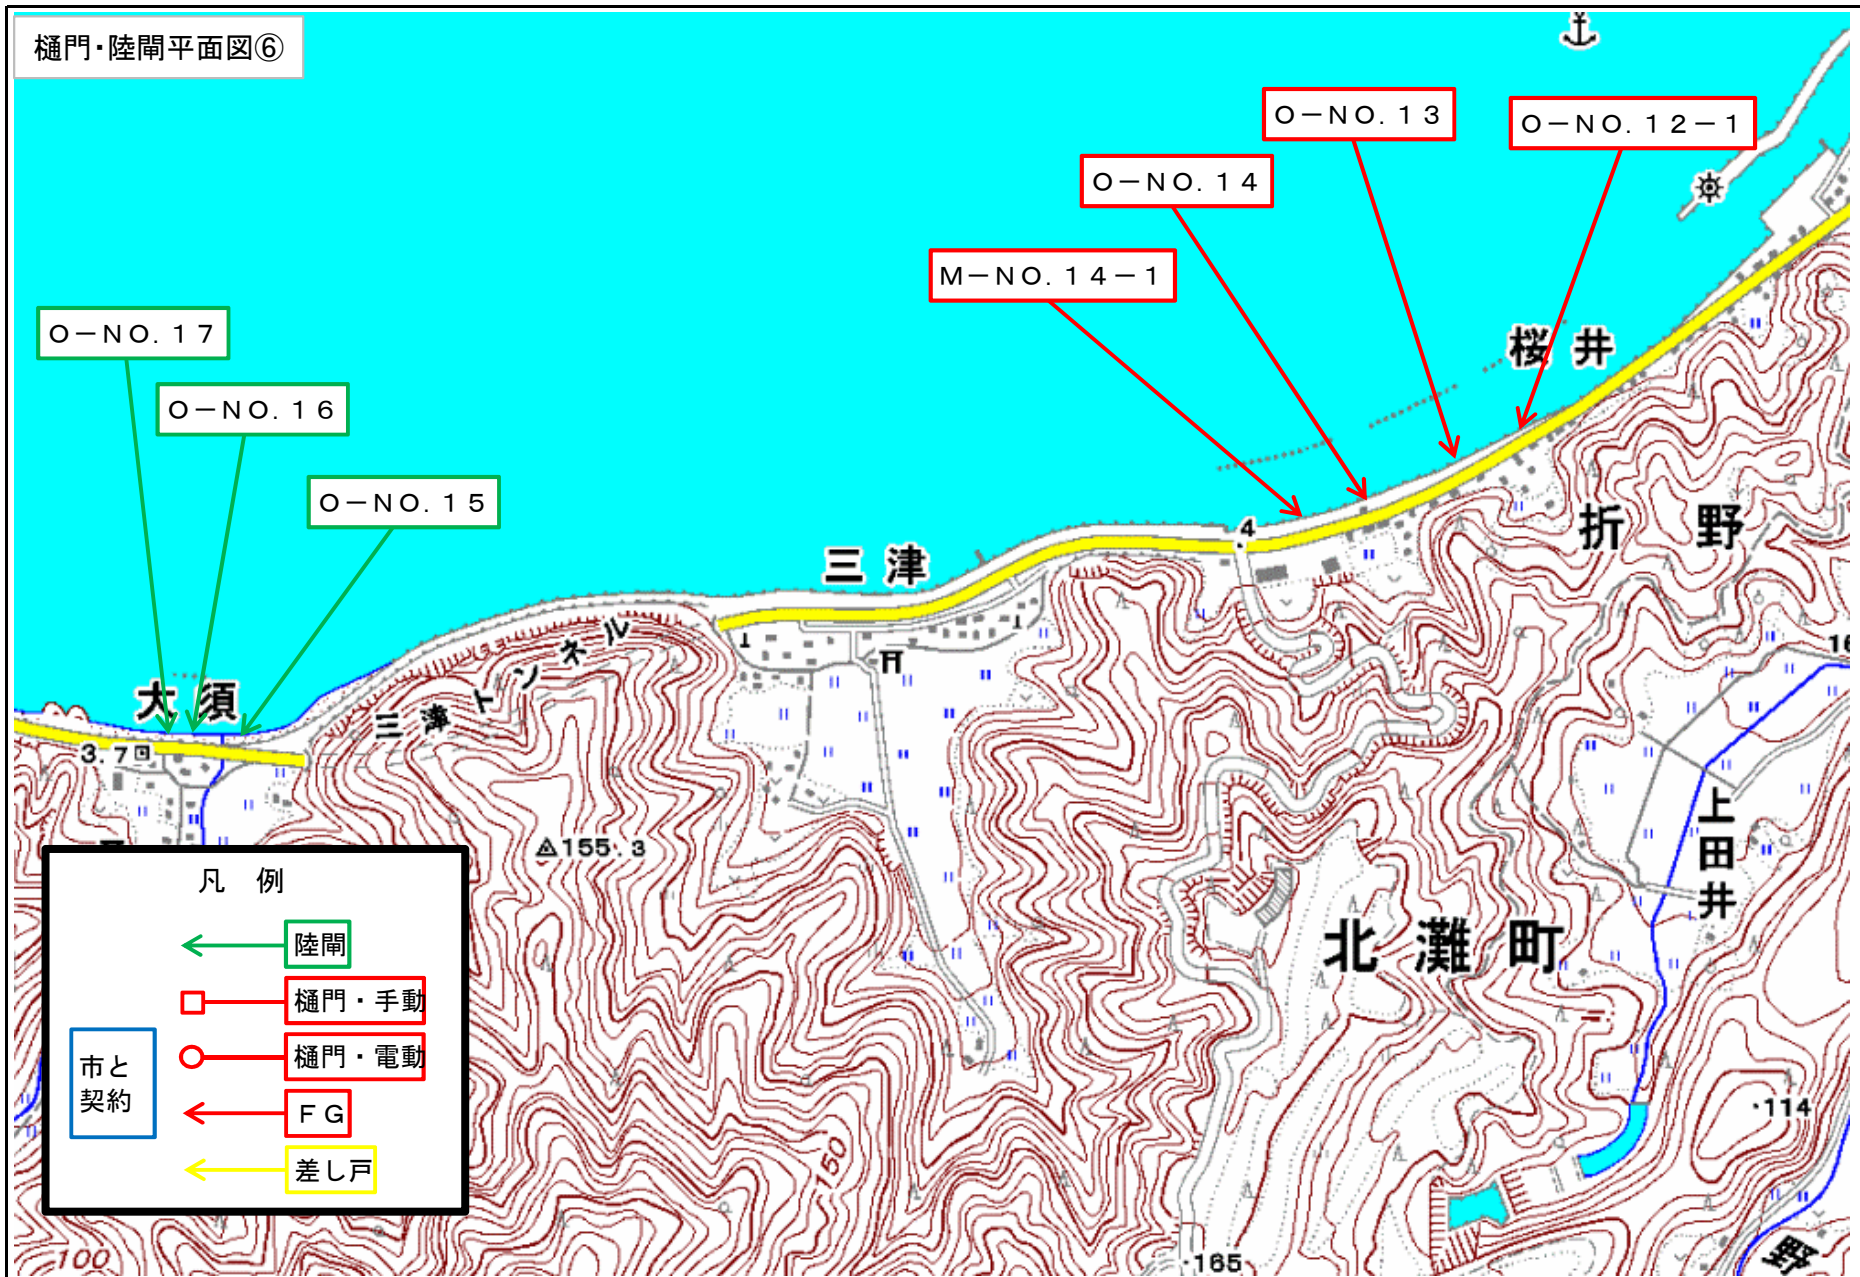 樋門・陸閘平面図⑥
O－NO．13
O－NO．12－1
O－NO．14
M－NO．14－1
O－NO．17
O－NO．16
O－NO．15
桜井
折野
.4
三津
三津トンネル
大須
3.7
16
上田井
155.3
北灘町
凡　例
陸閘
樋門・手動
樋門・電動
市と
契約
ＦＧ
差し戸
・114
150
100
・165
野